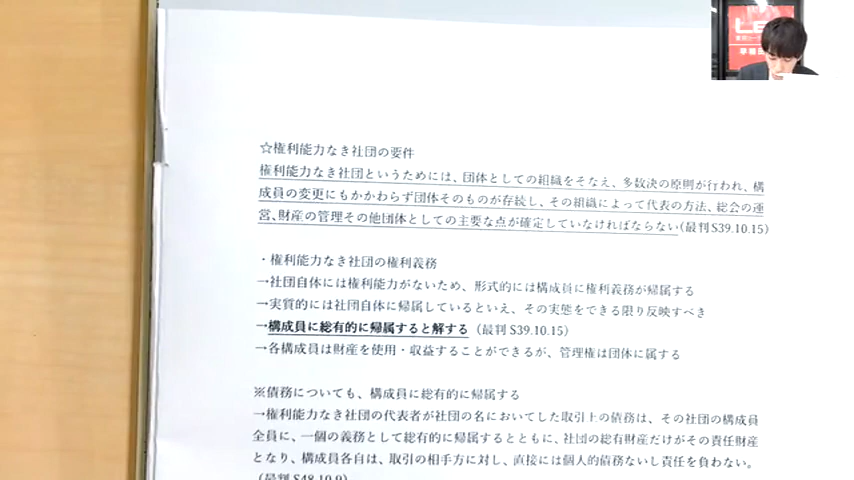 ☆権利能力なき社団の要件
権利能力なき社団というためには、団体としての組織をそなえ、多数決の原則が行われ、構
成員の変更にもかかわらず団体そのものが存続し、その組織によって代表の方法、総会の運
営、財産の管理その他団体としての主要な点が確定していなければならない(最判S39.10.15)
・権利能力なき社団の権利義務
→社団自体には権利能力がないため、形式的には構成員に権利義務が帰属する
→実質的には社団自体に帰属しているといえ、その実態をできる限り反映すべき
→構成員に総有的に帰属すると解する（最判 S39.10.15）
→各構成員は財産を使用・収益することができるが、管理権は団体に属する
※債務についても、構成員に総有的に帰属する
→権利能力なき社団の代表者が社団の名においてした取引上の債務は、その社団の構成員
全員に、一個の義務として総有的に帰属するとともに、社団の総有財産だけがその責任財産
となり、構成員各自は、取引の相手方に対し、直接には個人的債務ないし責任を負わない。
(最判 S48.10.9)